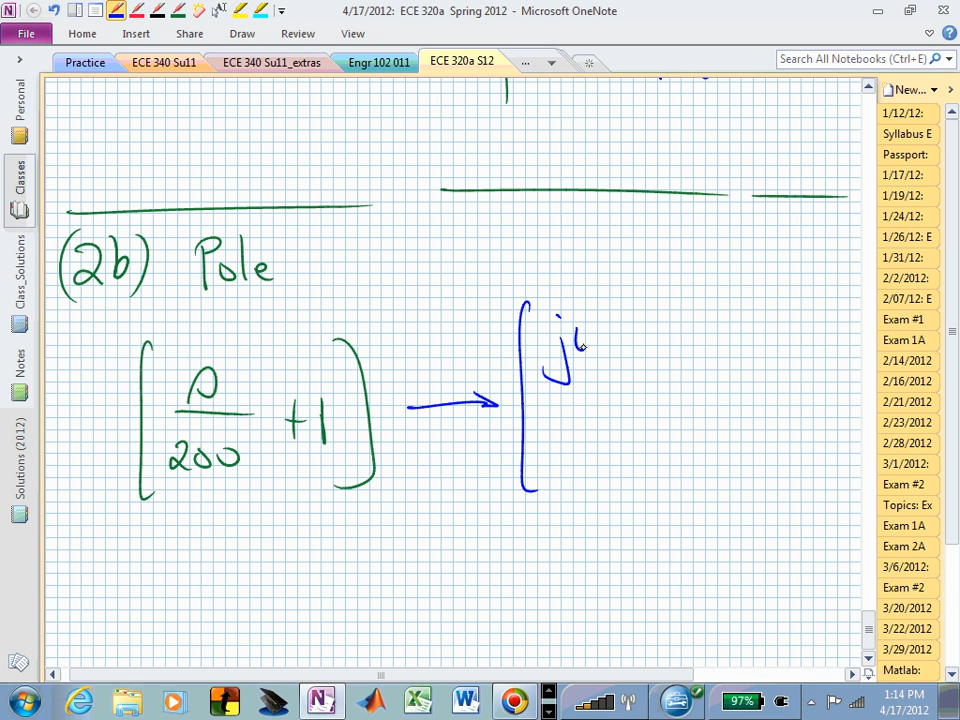 4/17/2012: ECE 320a Spring 2012 - Microsoft OneNote
File Home Insert Share Draw Review View
Practice ECE 340 Su11 ECE 340 Su11_extras Engr 102 011 ECE 320a S12 ... Search All Notebooks (Ctrl+E)
Personal
Classes
Class_Solutions
Notes
Solutions (2012)
(2b) Pole
+1
200
j
New...
1/12/12:
Syllabus E
Passport:
1/17/12:
1/19/12:
1/24/12:
1/26/12: E
1/31/12:
2/2/2012:
2/07/12: E
Exam #1
Exam 1A
2/14/2012
2/16/2012
2/21/2012
2/23/2012
2/28/2012
3/1/2012:
Exam #2
Topics: Ex
Exam 1A
Exam 2A
3/6/2012:
Exam #2
3/20/2012
3/22/2012
3/29/2012
Matlab:
97%
1:14 PM
4/17/2012